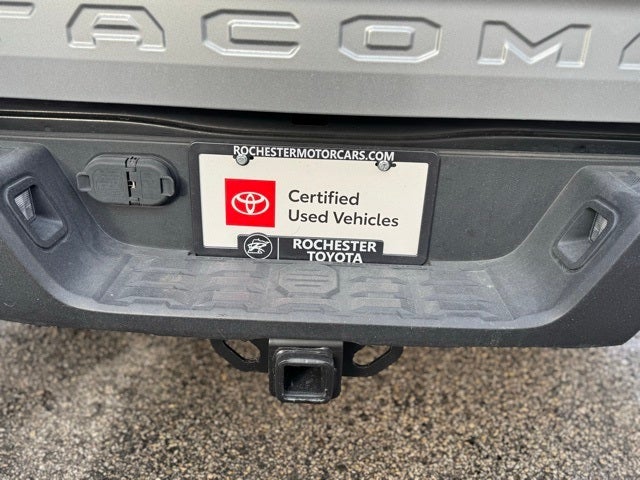 TACOMA
ROCHESTERMOTORCARS.COM
Certified
Used Vehicles
ROCHESTER
TOYOTA